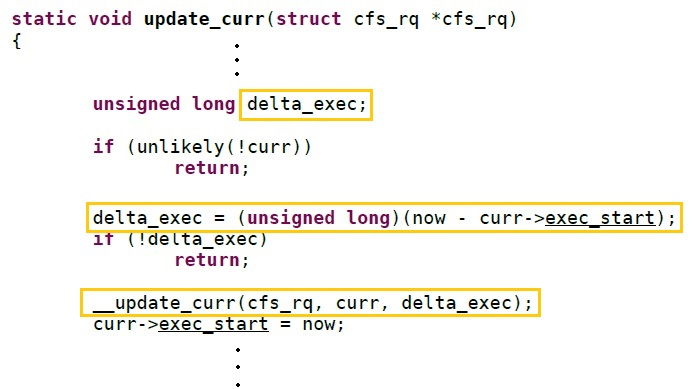 static void update_curr(struct cfs_rq *cfs_rq)
{
unsigned long delta_exec;
if (unlikely(!curr))
return;
delta_exec = (unsigned long)(now - curr->exec_start);
if (!delta_exec)
return;
__update_curr(cfs_rq, curr, delta_exec);
curr->exec_start = now;